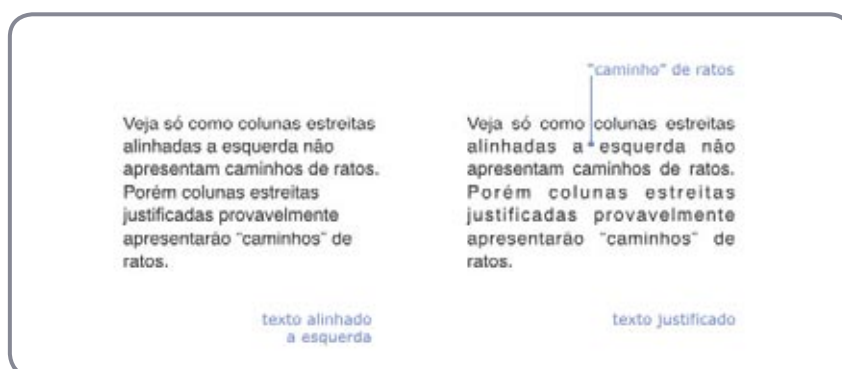 "caminho" de ratos
Veja só como colunas estreitas
alinhadas a esquerda não
apresentam caminhos de ratos.
Porém colunas estreitas
justificadas provavelmente
apresentarão "caminhos" de
ratos.
texto alinhado
a esquerda
Veja só como colunas estreitas
alinhadas a esquerda não
apresentam caminhos de ratos.
Porém colunas estreitas
justificadas provavelmente
apresentarão "caminhos" de
ratos.
texto justificado